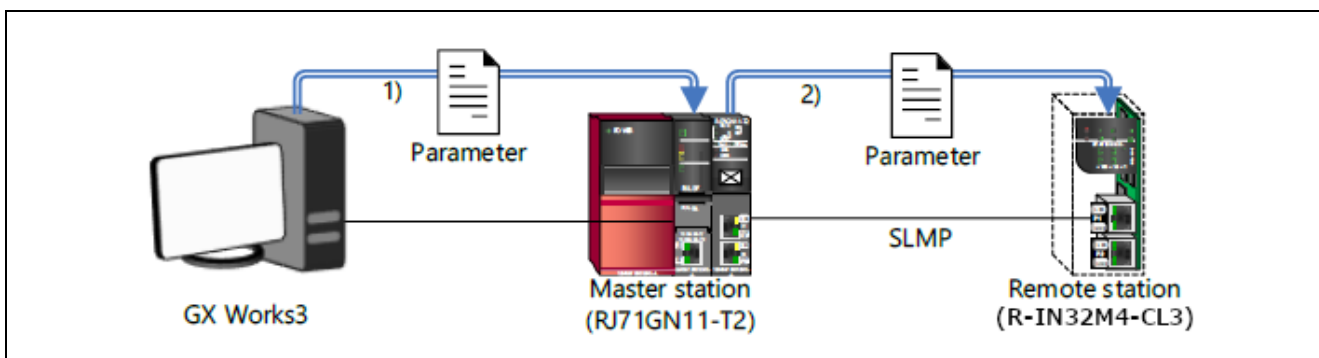 1)
Parameter
2)
Parameter
SLMP
GX Works3
Master station
(RJ71GN11-T2)
Remote station
(R-IN32M4-CL3)